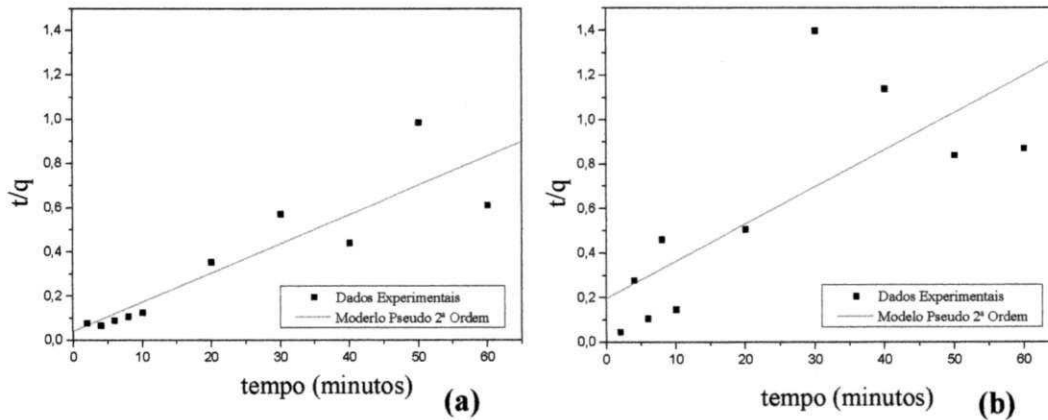 1,4
1,2
1,0
0,8
0,6
0,4
0,2
0,0
t/q
0 10 20 30 40 50 60
tempo (minutos)
(a)
Dados Experimentais
Moderlo Pseudo 2ª Ordem
1,4
1,2
1,0
0,8
0,6
0,4
0,2
0,0
t/q
0 10 20 30 40 50 60
tempo (minutos)
(b)
Dados Experimentais
Modelo Pseudo 2ª Ordem